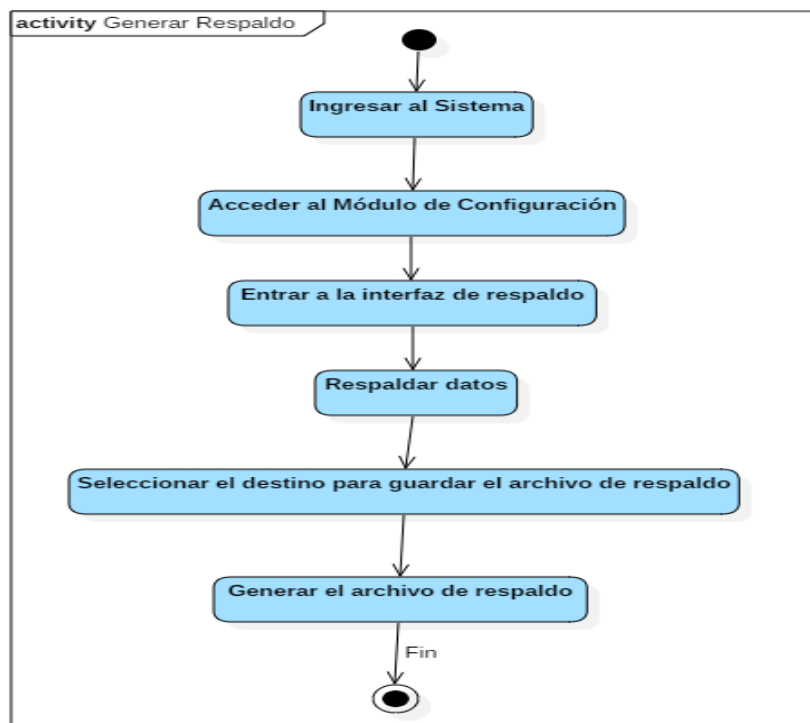 activity Generar Respaldo
Ingresar al Sistema
Acceder al Módulo de Configuración
Entrar a la interfaz de respaldo
Respaldar datos
Seleccionar el destino para guardar el archivo de respaldo
Generar el archivo de respaldo
Fin